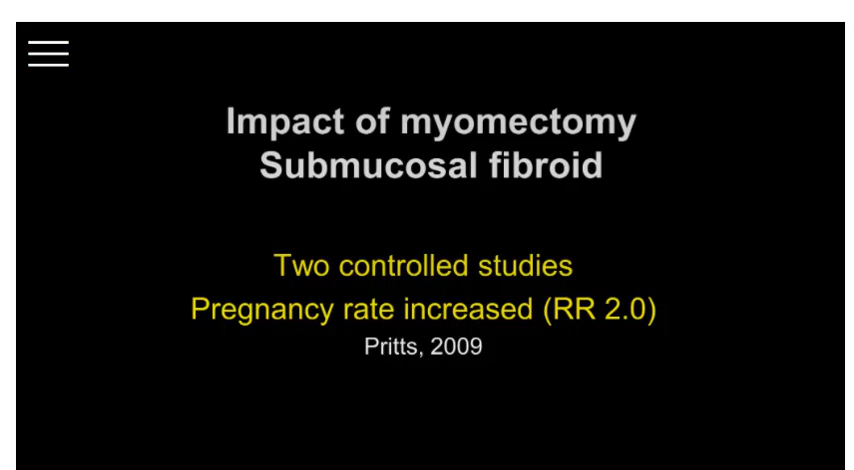 Impact of myomectomy
Submucosal fibroid
Two controlled studies
Pregnancy rate increased (RR 2.0)
Pritts, 2009